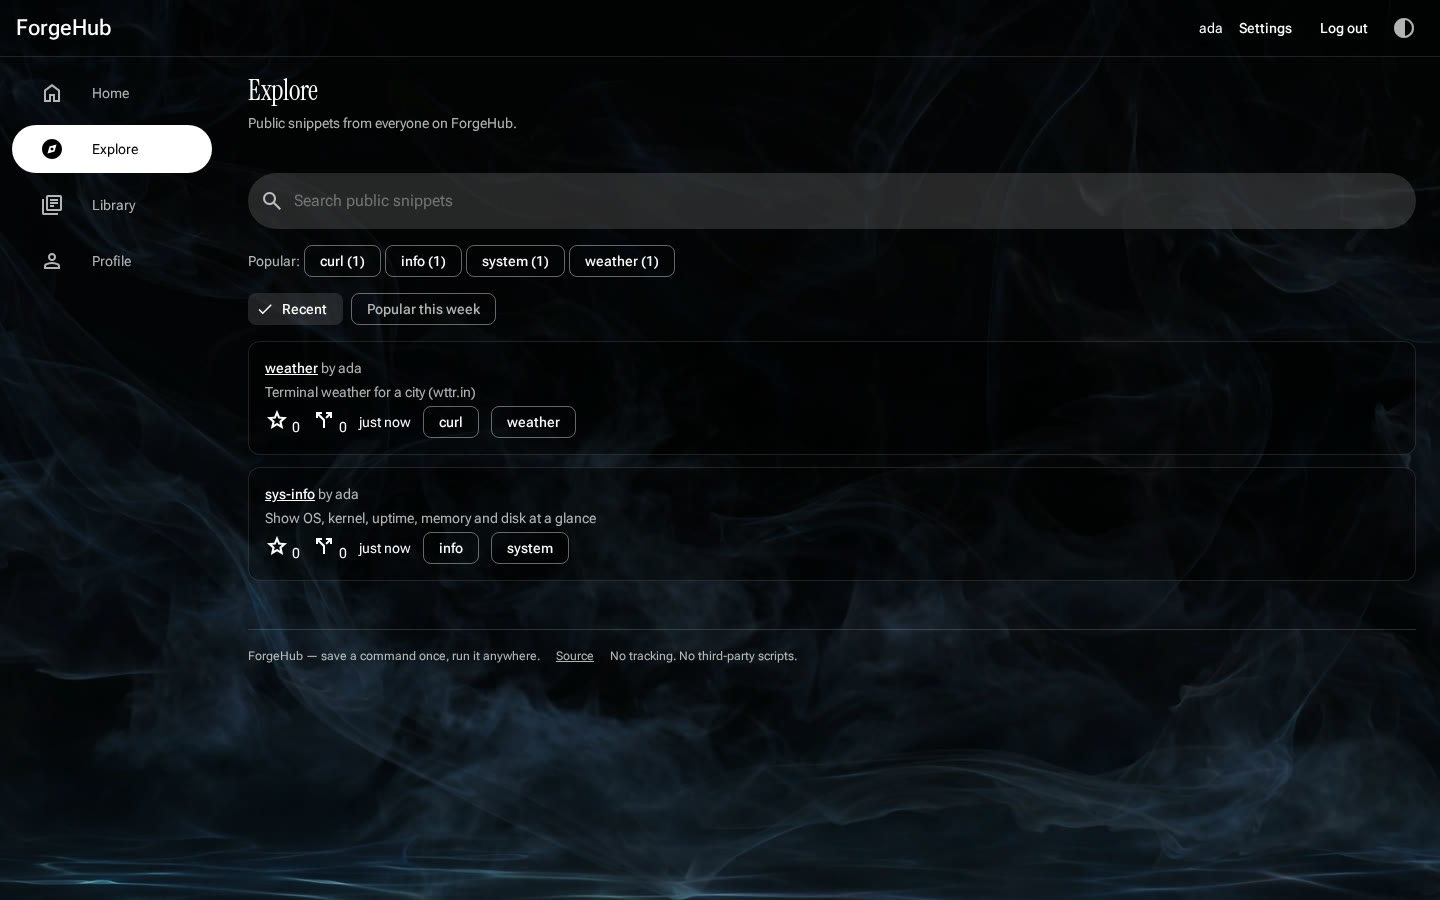 ForgeHub
ada Settings Log out
Home
Explore
Library
Profile
Explore
Public snippets from everyone on ForgeHub.
Search public snippets
Popular: curl (1) info (1) system (1) weather (1)
Recent Popular this week
weather by ada
Terminal weather for a city (wttr.in)
0 0 just now curl weather
sys-info by ada
Show OS, kernel, uptime, memory and disk at a glance
0 0 just now info system
ForgeHub — save a command once, run it anywhere. Source No tracking. No third-party scripts.